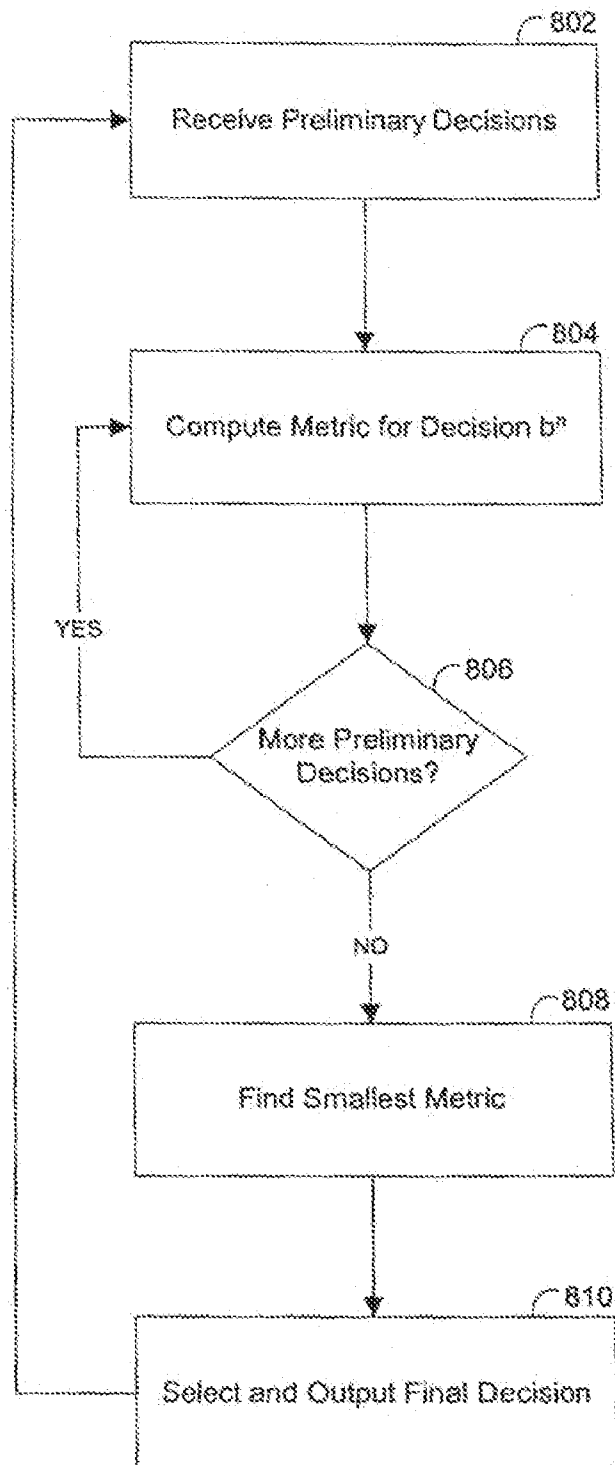 802
Receive Preliminary Decisions
804
Compute Metric for Decision bⁿ
YES
806
More Preliminary
Decisions?
NO
808
Find Smallest Metric
810
Select and Output Final Decision